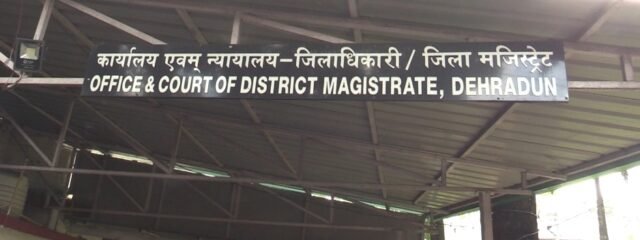 कार्यालय एवम् न्यायालय-जिलाधिकारी / जिला मजिस्ट्रेट
OFFICE & COURT OF DISTRICT MAGISTRATE, DEHRADUN